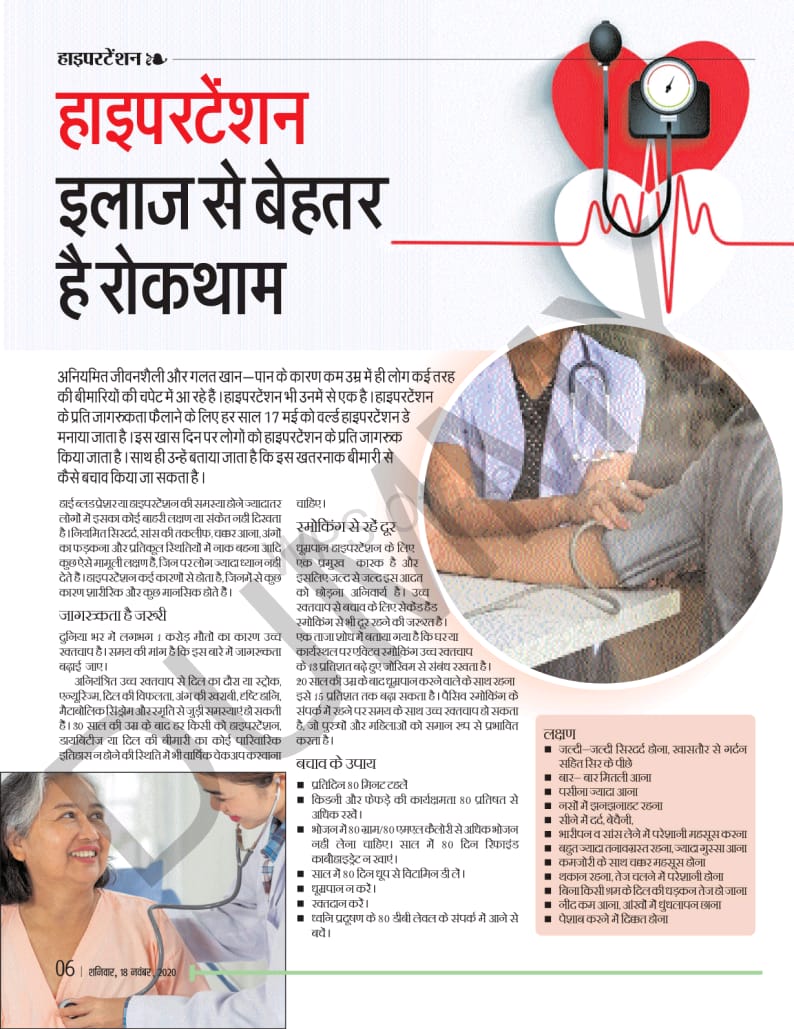 हाइपरटेंशन
हाइपरटेंशन
इलाज से बेहतर
है रोकथाम
अनियमित जीवनशैली और गलत खान–पान के कारण कम उम्र में ही लोग कई तरह
की बीमारियों की चपेट में आ रहे हैं। हाइपरटेंशन भी उनमें से एक है। हाइपरटेंशन
के प्रति जागरुकता फैलाने के लिए हर साल 17 मई को वर्ल्ड हाइपरटेंशन डे
मनाया जाता है। इस खास दिन पर लोगों को हाइपरटेंशन के प्रति जागरुक
किया जाता है। साथ ही उन्हें बताया जाता है कि इस खतरनाक बीमारी से
कैसे बचाव किया जा सकता है।
हाई ब्लड प्रेशर या हाइपरटेंशन की समस्या होने ज्यादातर
लोगों में इसका कोई बाहरी लक्षण या संकेत नहीं दिखता
है। नियमित सिरदर्द, सांस की तकलीफ, चक्कर आना, अंगों
का फड़कना और प्रतिकूल स्थितियों में नाक बहना आदि
कुछ ऐसे मामूली लक्षण है, जिन पर लोग ज्यादा ध्यान नहीं
देते हैं। हाइपरटेंशन कई कारणों से होता है, जिनमें से कुछ
कारण शारीरिक और कुछ मानसिक होते है।
जागरुकता है जरुरी
दुनिया भर में लगभग 1 करोड़ मौतों का कारण उच्च
रक्तचाप है। समय की मांग है कि इस बारे में जागरुकता
बढ़ाई जाए।
अनियंत्रित उच्च रक्तचाप से दिल का दौरा या स्ट्रोक,
एन्यूरिज्म, दिल की विफलता, अंग की खराबी, दृष्टि हानि,
मैटाबोलिक सिंड्रोम और स्मृति से जुड़ी समस्याएं हो सकती
है। 30 साल की उम्र के बाद हर किसी को हाइपरटेंशन,
डायबिटीज या दिल की बीमारी का कोई पारिवारिक
इतिहास न होने की स्थिति में भी वार्षिक चेकअप करवाना
चाहिए।
स्मोकिंग से रहें दूर
धूम्रपान हाइपरटेंशन के लिए
एक प्रमुख कारक है और
इसलिए जल्द से जल्द इस आदत
को छोड़ना अनिवार्य है। उच्च
रक्तचाप से बचाव के लिए सेकेंड हैंड
स्मोकिंग से भी दूर रहने की जरूरत है।
एक ताजा शोध में बताया गया है कि घर या
कार्यस्थल पर एक्टिव स्मोकिंग उच्च रक्तचाप
के 13 प्रतिशत बढ़े हुए जोखिम से संबंध रखता है।
20 साल की उम्र के बाद धूम्रपान करने वाले के साथ रहना
इसे 15 प्रतिशत तक बढ़ा सकता है। पैसिव स्मोकिंग के
संपर्क में रहने पर समय के साथ उच्च रक्तचाप हो सकता
है, जो पुरुषों और महिलाओं को समान रूप से प्रभावित
करता है।
बचाव के उपाय
■ प्रतिदिन 80 मिनट टहलें
■ किडनी और फेफड़े की कार्यक्षमता 80 प्रतिषत से
अधिक रखें।
■ भोजन में 80 ग्राम/80 एमएल कैलोरी से अधिक भोजन
नहीं लेना चाहिए। साल में 80 दिन रिफाइंड
कार्बोहाइड्रेट न खाएं।
■ साल में 80 दिन धूप से विटामिन डी लें।
■ धूम्रपान न करें।
■ रक्तदान करें।
■ ध्वनि प्रदूषण के 80 डीबी लेवल के संपर्क में आने से
बचें।
लक्षण
■ जल्दी–जल्दी सिरदर्द होना, खासतौर से गर्दन
सहित सिर के पीछे
■ बार– बार मितली आना
■ पसीना ज्यादा आना
■ नसों में झनझनाहट रहना
■ सीने में दर्द, बेचैनी,
■ भारीपन व सांस लेने में परेशानी महसूस करना
■ बहुत ज्यादा तनावग्रस्त रहना, ज्यादा गुस्सा आना
■ कमजोरी के साथ चक्कर महसूस होना
■ थकान रहना, तेज चलने में परेशानी होना
■ बिना किसी श्रम के दिल की धड़कन तेज हो जाना
■ नींद कम आना, आंखों में धुंधलापन छाना
■ पेशाब करने में दिक्कत होना
06 | शनिवार, 18 नवंबर, 2020
DUMMY